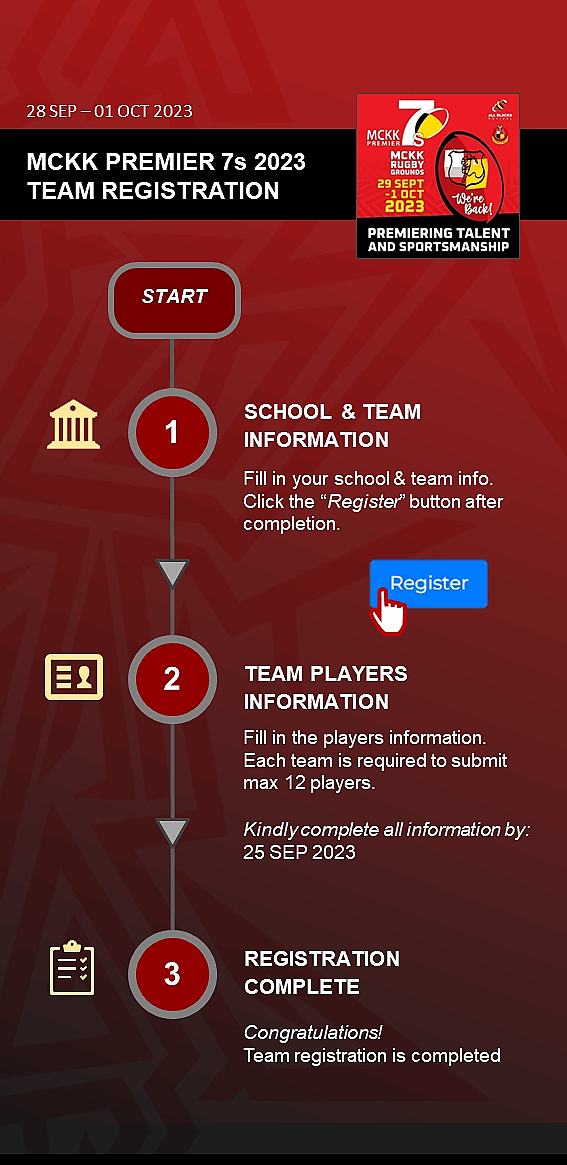 28 SEP – 01 OCT 2023
MCKK PREMIER 7s 2023
TEAM REGISTRATION
7s
MCKK
PREMIER
MCKK
RUGBY
GROUNDS
29 SEPT
-1 OCT
2023
We're
Back!
PREMIERING TALENT
AND SPORTSMANSHIP
START
1
SCHOOL & TEAM
INFORMATION
Fill in your school & team info.
Click the “Register” button after
completion.
Register
2
TEAM PLAYERS
INFORMATION
Fill in the players information.
Each team is required to submit
max 12 players.
Kindly complete all information by:
25 SEP 2023
3
REGISTRATION
COMPLETE
Congratulations!
Team registration is completed